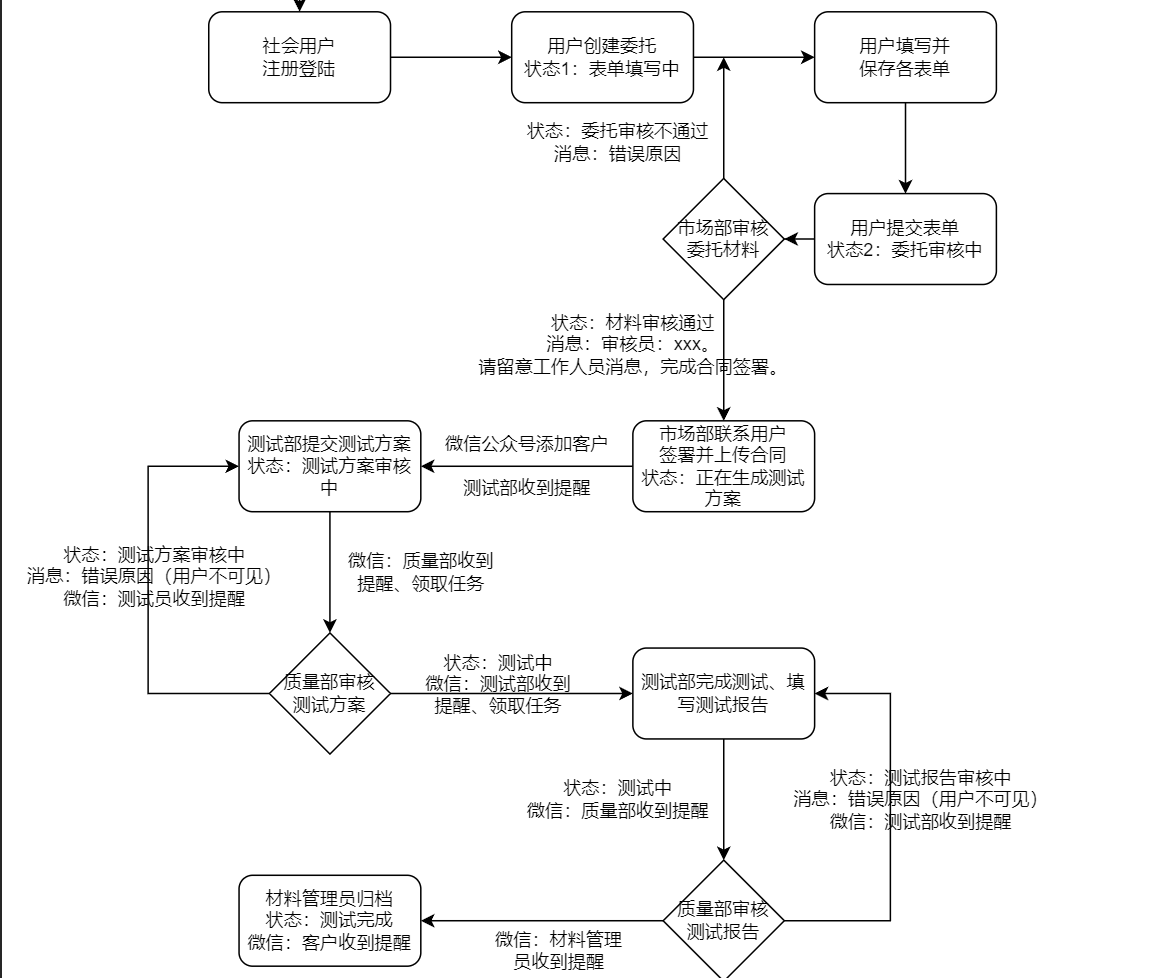 社会用户
注册登陆
用户创建委托
状态1：表单填写中
用户填写并
保存各表单
状态：委托审核不通过
消息：错误原因
市场部审核
委托材料
用户提交表单
状态2：委托审核中
状态：材料审核通过
消息：审核员：xxx。
请留意工作人员消息，完成合同签署。
测试部提交测试方案
状态：测试方案审核
中
微信公众号添加客户
测试部收到提醒
市场部联系用户
签署并上传合同
状态：正在生成测试
方案
状态：测试方案审核中
消息：错误原因（用户不可见）
微信：测试员收到提醒
微信：质量部收到
提醒、领取任务
质量部审核
测试方案
状态：测试中
微信：测试部收到
提醒、领取任务
测试部完成测试、填
写测试报告
状态：测试中
微信：质量部收到提醒
状态：测试报告审核中
消息：错误原因（用户不可见）
微信：测试部收到提醒
材料管理员归档
状态：测试完成
微信：客户收到提醒
微信：材料管理
员收到提醒
质量部审核
测试报告